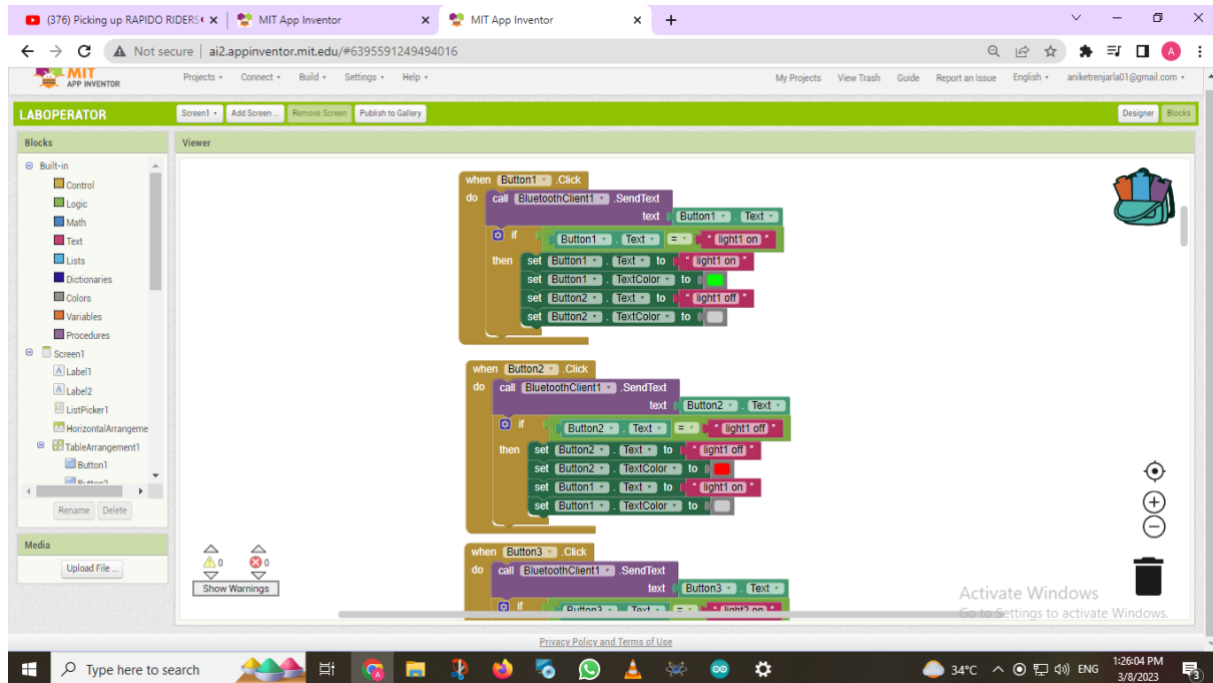 (376) Picking up RAPIDO RIDERS
MIT App Inventor
MIT App Inventor
Not secure | ai2.appinventor.mit.edu/#6395591249494016
MIT
APP INVENTOR
Projects Connect Build Settings Help
My Projects View Trash Guide Report an Issue English aniketrenjarla01@gmail.com
LABOPERATOR
Screen1 Add Screen ... Remove Screen Publish to Gallery
Designer Blocks
Blocks
Viewer
Built-in
Control
Logic
Math
Text
Lists
Dictionaries
Colors
Variables
Procedures
Screen1
Label1
Label2
ListPicker1
HorizontalArrangeme
TableArrangement1
Button1
Button2
Rename Delete
Media
Upload File ...
when Button1 .Click
do call BluetoothClient1 .SendText
text Button1 . Text
if Button1 . Text = " light1 on "
then set Button1 . Text to " light1 on "
set Button1 . TextColor to
set Button2 . Text to " light1 off "
set Button2 . TextColor to
when Button2 .Click
do call BluetoothClient1 .SendText
text Button2 . Text
if Button2 . Text = " light1 off "
then set Button2 . Text to " light1 off "
set Button2 . TextColor to
set Button1 . Text to " light1 on "
set Button1 . TextColor to
when Button3 .Click
do call BluetoothClient1 .SendText
text Button3 . Text
if Button3 . Text = " light2 on "
0 0
Show Warnings
Activate Windows
Go to Settings to activate Windows.
Privacy Policy and Terms of Use
Type here to search
34°C ENG 1:26:04 PM
3/8/2023
3